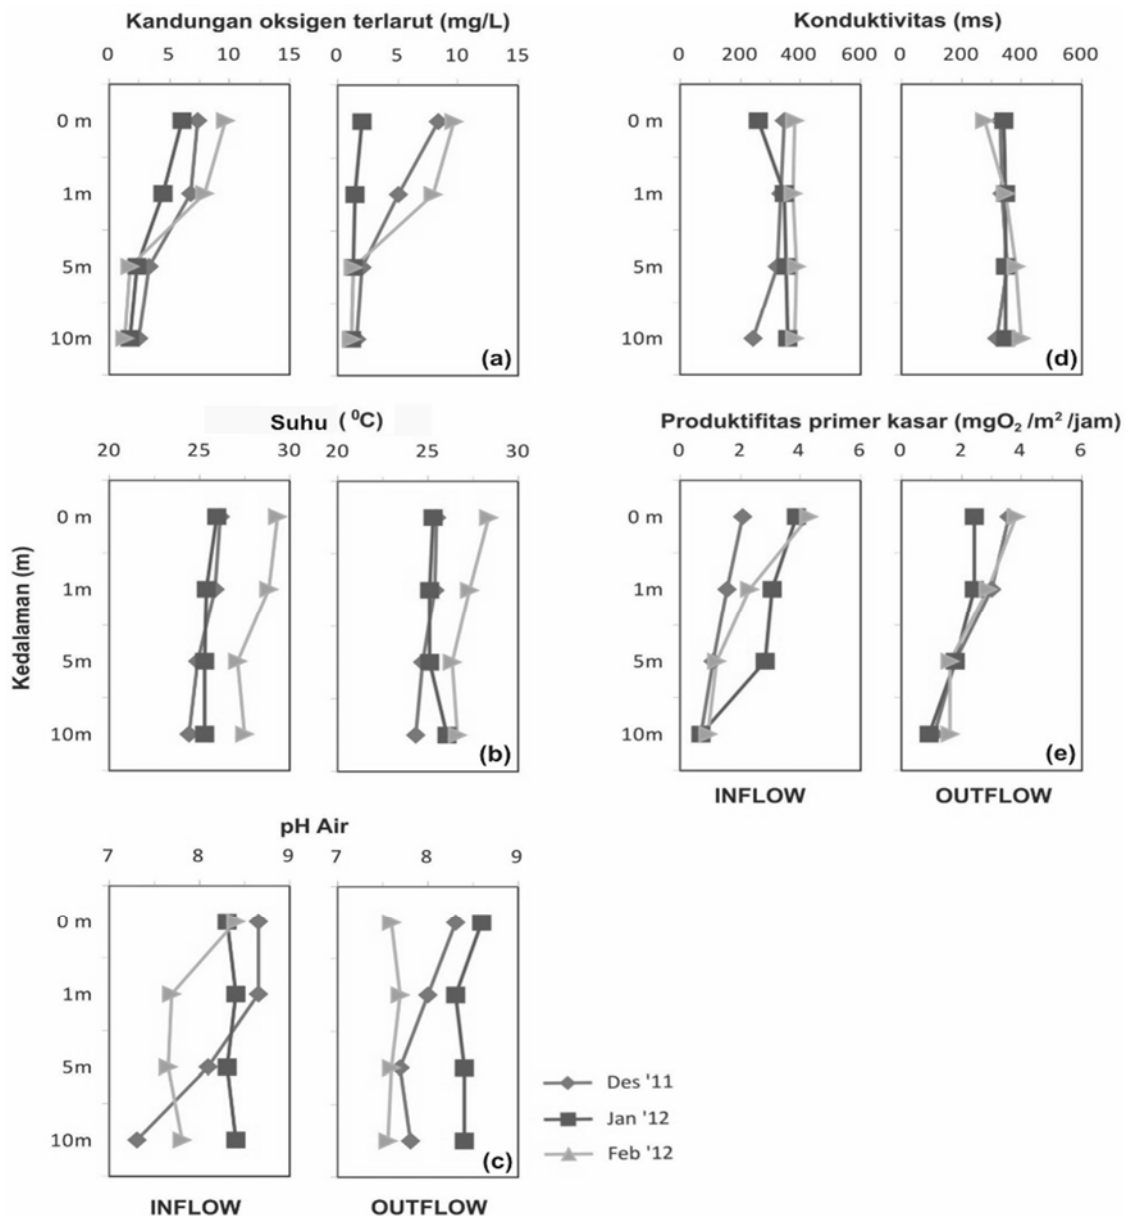 Kandungan oksigen terlarut (mg/L)
0 5 10 15 0 5 10 15
0 m
1m
5m
10m
(a)
Konduktivitas (ms)
0 200 400 600 0 200 400 600
0 m
1m
5m
10m
(d)
Suhu ( ⁰C)
20 25 30 20 25 30
0 m
1m
5m
10m
(b)
Kedalaman (m)
Produktifitas primer kasar (mgO₂ /m² /jam)
0 2 4 6 0 2 4 6
0 m
1m
5m
10m
(e)
INFLOW OUTFLOW
pH Air
7 8 9 7 8 9
0 m
1m
5m
10m
(c)
INFLOW OUTFLOW
Des '11
Jan '12
Feb '12